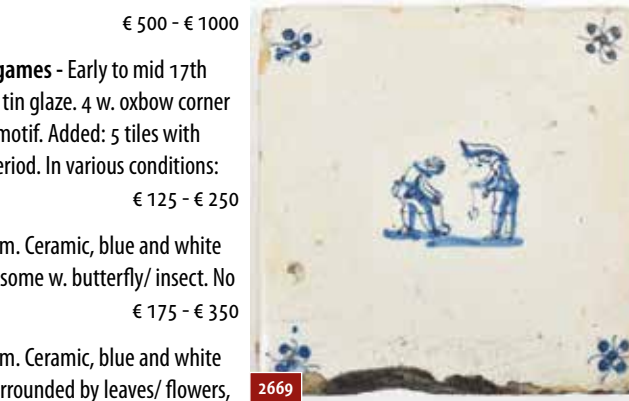 € 500 - € 1000
games - Early to mid 17th
tin glaze. 4 w. oxbow corner
motif. Added: 5 tiles with
eriod. In various conditions:
€ 125 - € 250
m. Ceramic, blue and white
some w. butterfly/ insect. No
€ 175 - € 350
m. Ceramic, blue and white
rrounded by leaves/ flowers,
2669